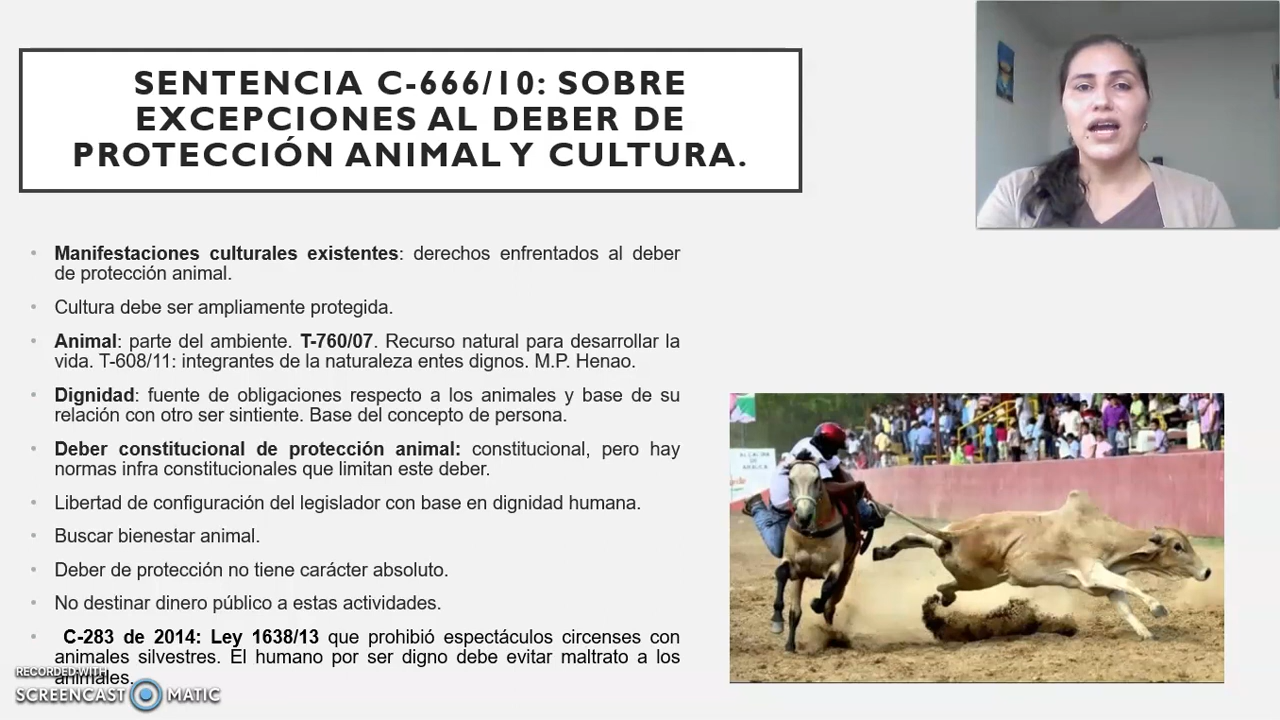 SENTENCIA C-666/10: SOBRE
EXCEPCIONES AL DEBER DE
PROTECCIÓN ANIMAL Y CULTURA.
• Manifestaciones culturales existentes: derechos enfrentados al deber
de protección animal.
• Cultura debe ser ampliamente protegida.
• Animal: parte del ambiente. T-760/07. Recurso natural para desarrollar la
vida. T-608/11: integrantes de la naturaleza entes dignos. M.P. Henao.
• Dignidad: fuente de obligaciones respecto a los animales y base de su
relación con otro ser sintiente. Base del concepto de persona.
• Deber constitucional de protección animal: constitucional, pero hay
normas infra constitucionales que limitan este deber.
• Libertad de configuración del legislador con base en dignidad humana.
• Buscar bienestar animal.
• Deber de protección no tiene carácter absoluto.
• No destinar dinero público a estas actividades.
• C-283 de 2014: Ley 1638/13 que prohibió espectáculos circenses con
animales silvestres. El humano por ser digno debe evitar maltrato a los
animales.
RECORDED WITH
SCREENCAST MATIC